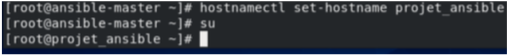 [root@ansible-master ~]# hostnamectl set-hostname projet_ansible
[root@ansible-master ~]# su
[root@projet_ansible ~]#